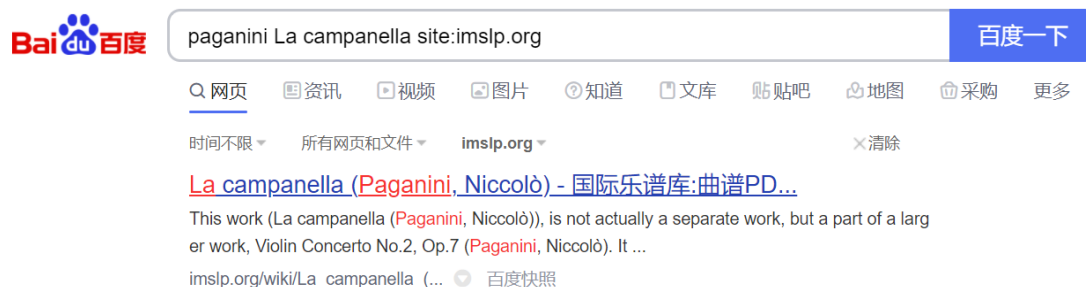 Bai du 百度
paganini La campanella site:imslp.org
百度一下
网页 资讯 视频 图片 知道 文库 贴吧 地图 采购 更多
时间不限 所有网页和文件 imslp.org 清除
La campanella (Paganini, Niccolò) - 国际乐谱库:曲谱PD...
This work (La campanella (Paganini, Niccolò)), is not actually a separate work, but a part of a larg
er work, Violin Concerto No.2, Op.7 (Paganini, Niccolò). It ...
imslp.org/wiki/La_campanella_(... 百度快照